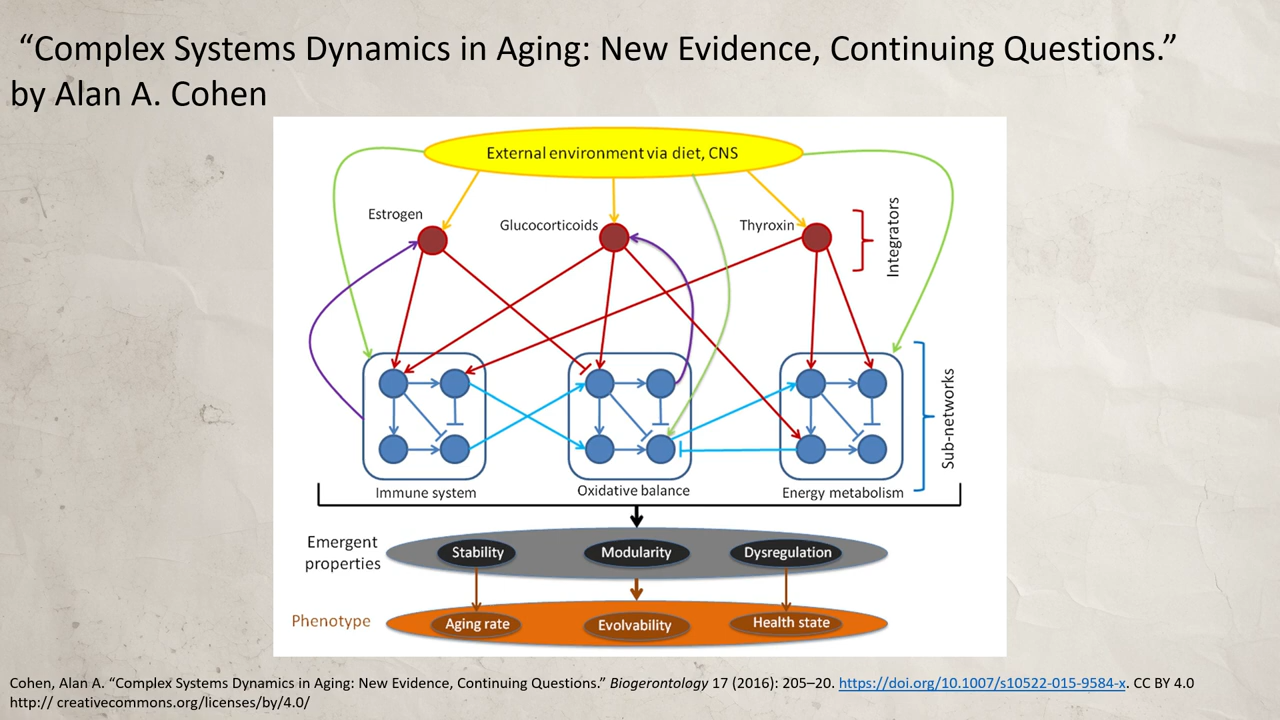 “Complex Systems Dynamics in Aging: New Evidence, Continuing Questions.”
by Alan A. Cohen
External environment via diet, CNS
Estrogen
Glucocorticoids
Thyroxin
Integrators
Sub-networks
Immune system
Oxidative balance
Energy metabolism
Emergent
properties
Stability
Modularity
Dysregulation
Phenotype
Aging rate
Evolvability
Health state
Cohen, Alan A. “Complex Systems Dynamics in Aging: New Evidence, Continuing Questions.” Biogerontology 17 (2016): 205–20. https://doi.org/10.1007/s10522-015-9584-x. CC BY 4.0
http:// creativecommons.org/licenses/by/4.0/